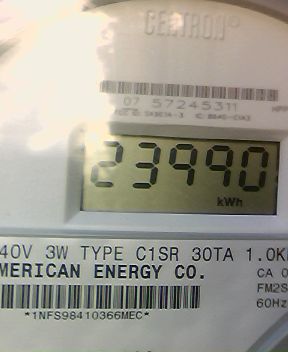 CELTRON®
07 57245311
23990
kWh
40V 3W TYPE C1SR 30TA 1.0K
MERICAN ENERGY CO.
CA 0
FM2S
60Hz
*1NFS98410366MEC*